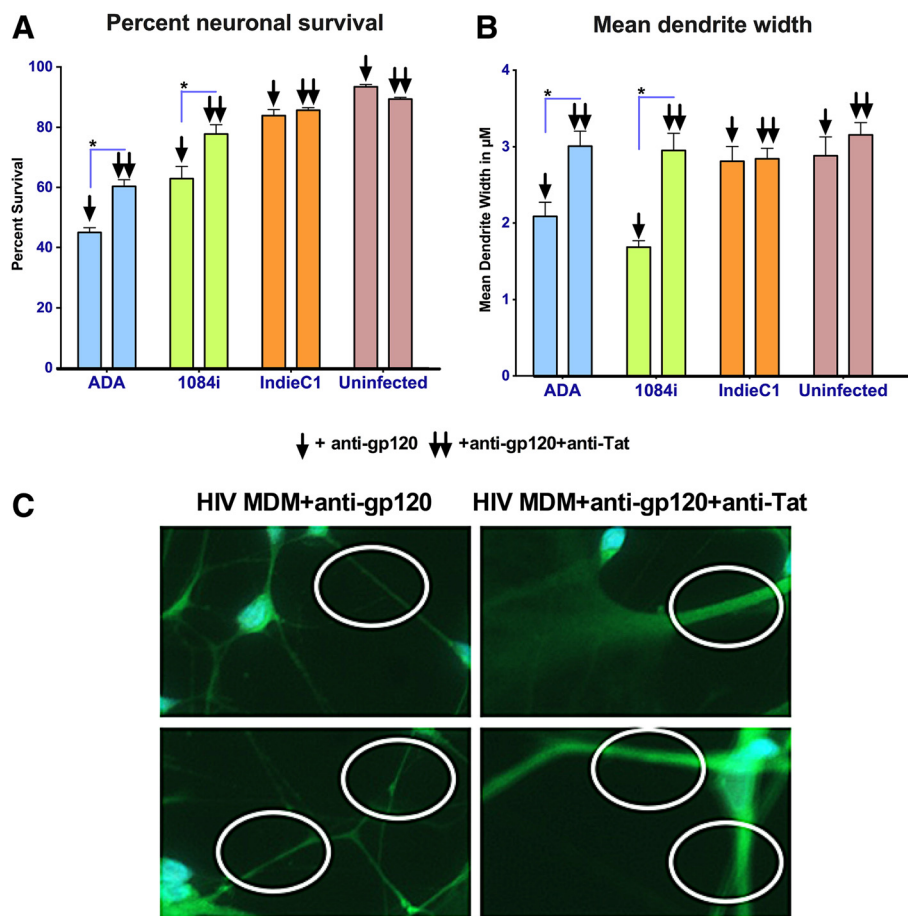 A
Percent neuronal survival
100
80
60
40
20
0
Percent Survival
*
*
ADA 1084i IndieC1 Uninfected
B
Mean dendrite width
4
3
2
1
0
Mean Dendrite Width in µM
*
*
ADA 1084i IndieC1 Uninfected
+ anti-gp120 +anti-gp120+anti-Tat
C
HIV MDM+anti-gp120 HIV MDM+anti-gp120+anti-Tat